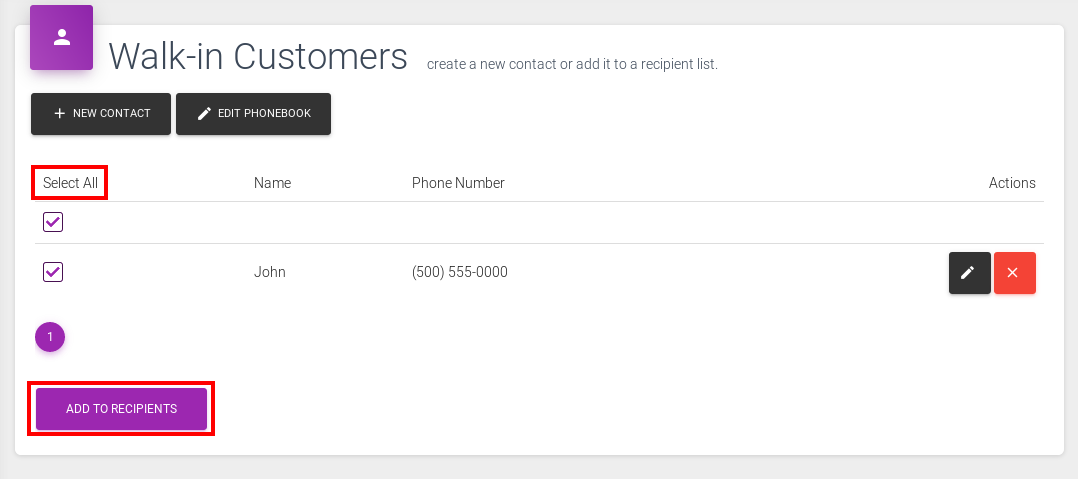 Walk-in Customers create a new contact or add it to a recipient list.
NEW CONTACT EDIT PHONEBOOK
Select All Name Phone Number Actions
John (500) 555-0000
1
ADD TO RECIPIENTS